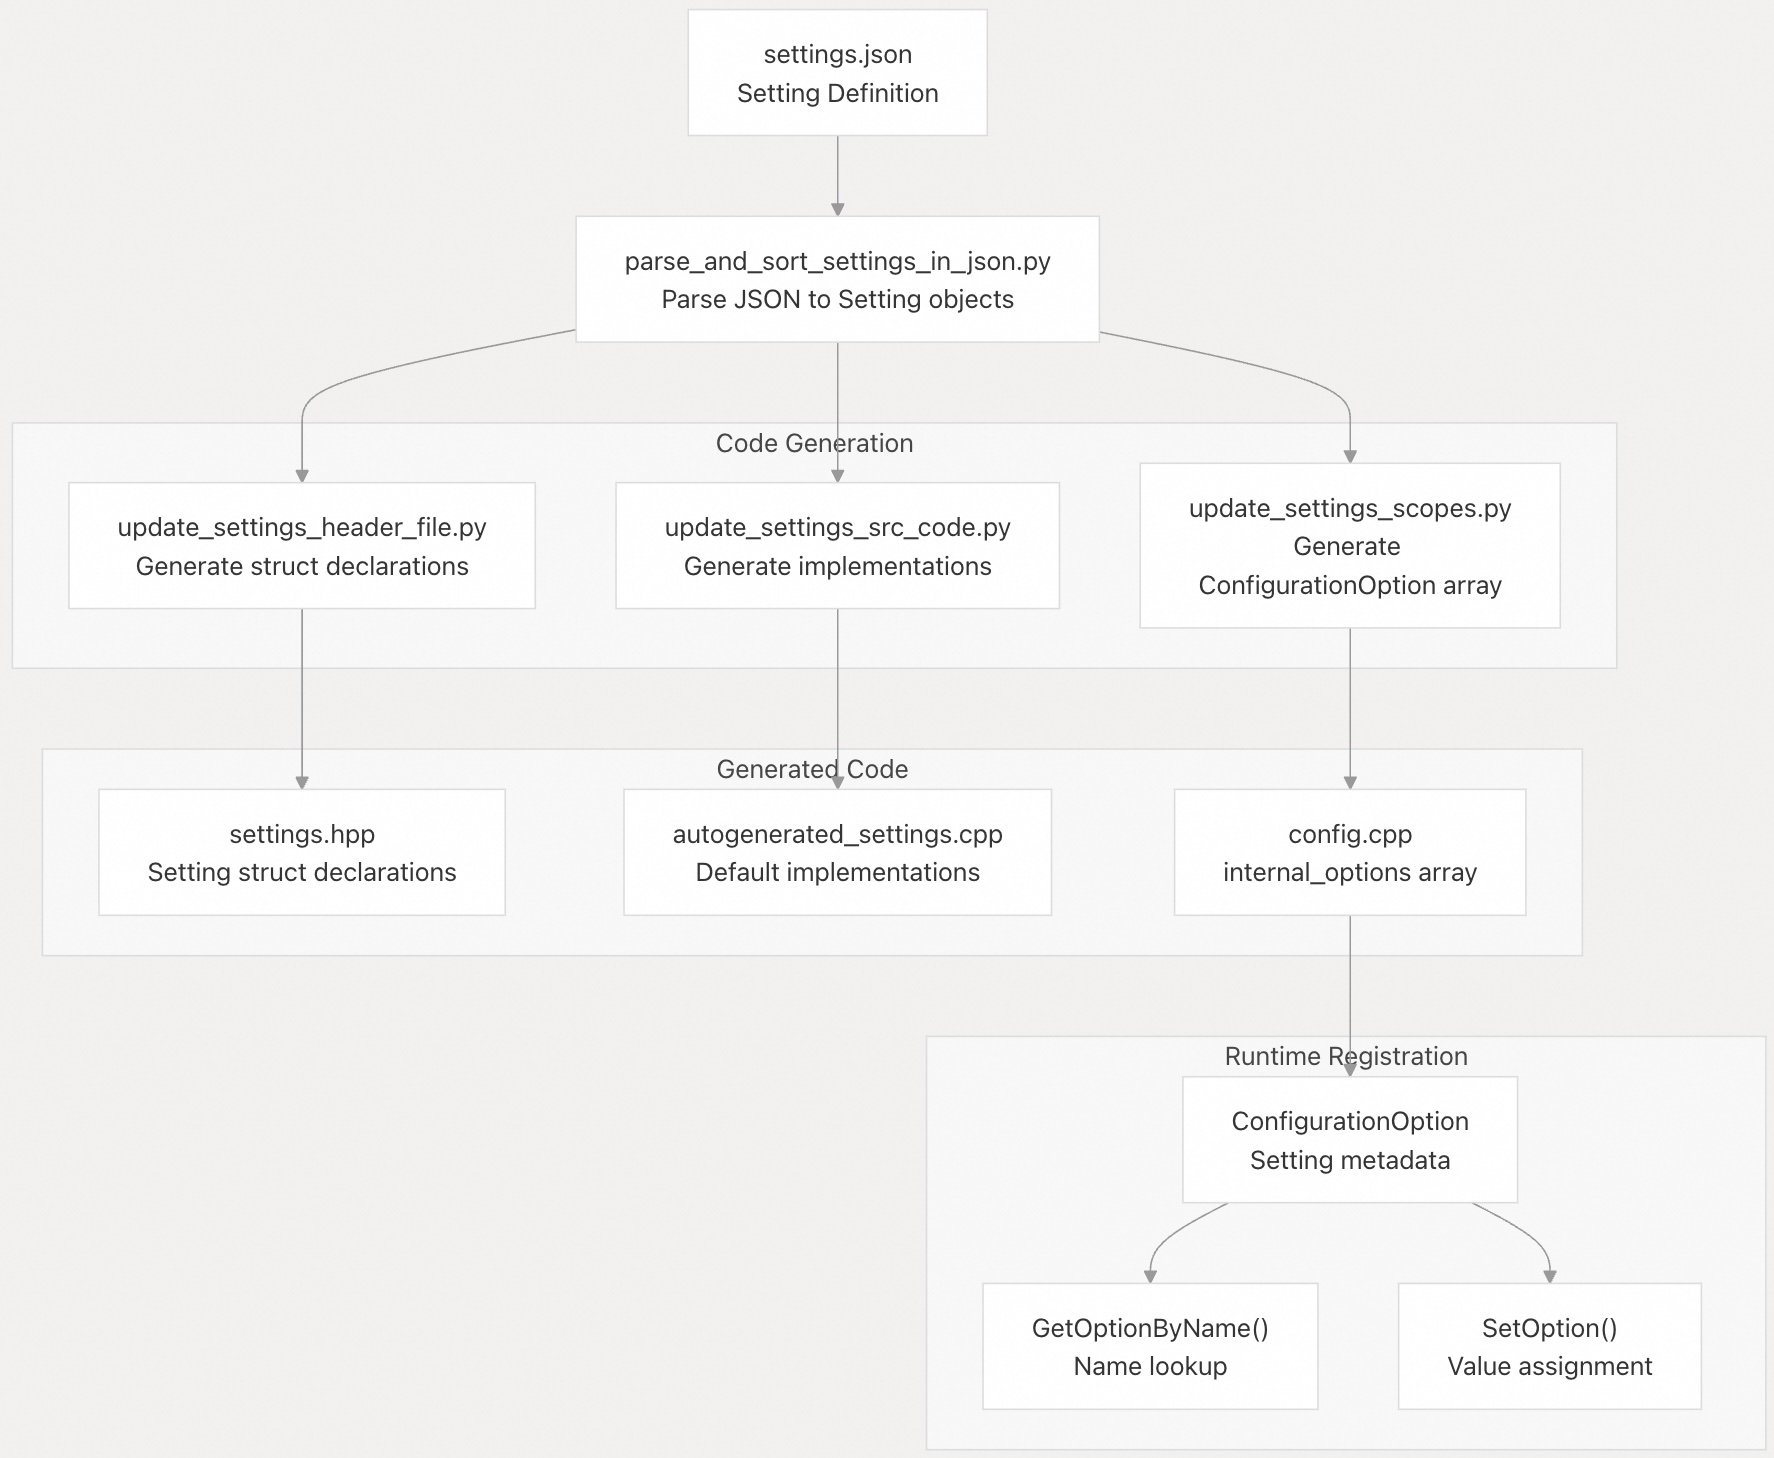 settings.json
Setting Definition
parse_and_sort_settings_in_json.py
Parse JSON to Setting objects
Code Generation
update_settings_header_file.py
Generate struct declarations
update_settings_src_code.py
Generate implementations
update_settings_scopes.py
Generate
ConfigurationOption array
Generated Code
settings.hpp
Setting struct declarations
autogenerated_settings.cpp
Default implementations
config.cpp
internal_options array
Runtime Registration
ConfigurationOption
Setting metadata
GetOptionByName()
Name lookup
SetOption()
Value assignment